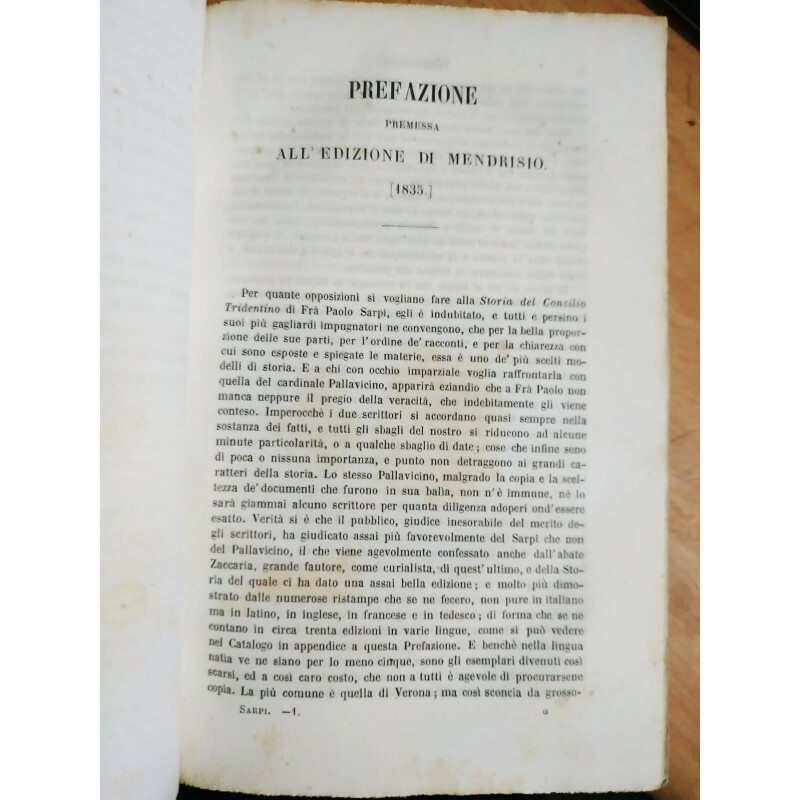 PREFAZIONE
PREMESSA
ALL' EDIZIONE DI MENDRISIO.
[1835.]
Per quante opposizioni si vogliano fare alla Storia del Concilio
Tridentino di Frà Paolo Sarpi, egli è indubitato, e tutti e persino i
suoi più gagliardi impugnatori ne convengono, che per la bella propor-
zione delle sue parti, per l'ordine de' racconti, e per la chiarezza con
cui sono esposte e spiegate le materie, essa è uno de' più scelti mo-
delli di storia. E a chi con occhio imparziale voglia raffrontarla con
quella del cardinale Pallavicino, apparirà eziandio che a Frà Paolo non
manca neppure il pregio della veracità, che indebitamente gli viene
conteso. Imperocchè i due scrittori si accordano quasi sempre nella
sostanza dei fatti, e tutti gli sbagli del nostro si riducono ad alcune
minute particolarità, o a qualche sbaglio di date; cose che infine sono
di poca o nissuna importanza, e punto non detraggono ai grandi ca-
ratteri della storia. Lo stesso Pallavicino, malgrado la copia e la scel-
tezza de' documenti che furono in sua balìa, non n'è immune, nè lo
sarà giammai alcuno scrittore per quanta diligenza adoperi ond'essere
esatto. Verità si è che il pubblico, giudice inesorabile del merito de-
gli scrittori, ha giudicato assai più favorevolmente del Sarpi che non
del Pallavicino, il che viene agevolmente confessato anche dall'abate
Zaccaria, grande fautore, come curialista, di quest' ultimo, e della Sto-
ria del quale ci ha dato una assai bella edizione; e molto più dimo-
strato dalle numerose ristampe che se ne fecero, non pure in italiano
ma in latino, in inglese, in francese e in tedesco; di forma che se ne
contano in circa trenta edizioni in varie lingue, come si può vedere
nel Catalogo in appendice a questa Prefazione. E benchè nella lingua
natìa ve ne siano per lo meno cinque, sono gli esemplari divenuti così
scarsi, ed a così caro costo, che non a tutti è agevole di procurarsene
copia. La più comune è quella di Verona; ma così sconcia da grosso-
SARPI. —1. a